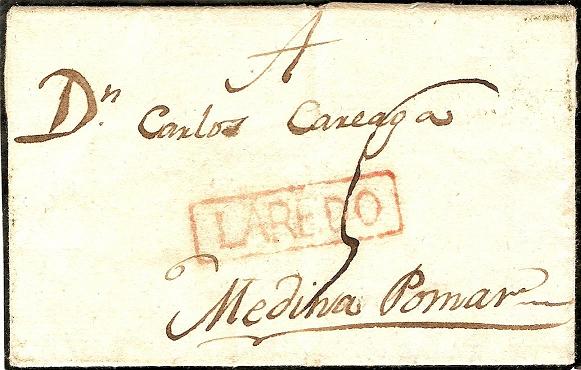 A
Dn. Carlos Careaga
5
LAREDO
Medina Pomar